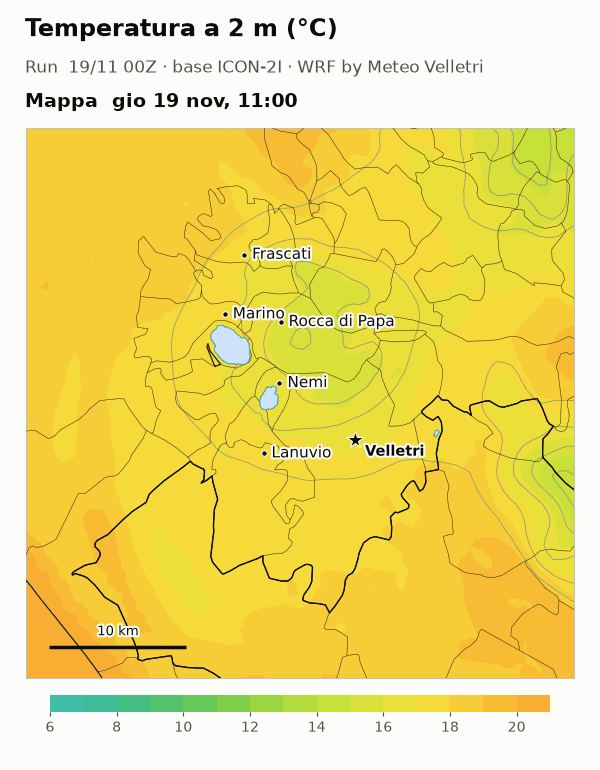 Temperatura a 2 m (°C)
Run  19/11 00Z · base ICON-2I · WRF by Meteo Velletri
Mappa  gio 19 nov, 11:00
Frascati
Marino
Rocca di Papa
Nemi
Velletri
Lanuvio
10 km
6 8 10 12 14 16 18 20